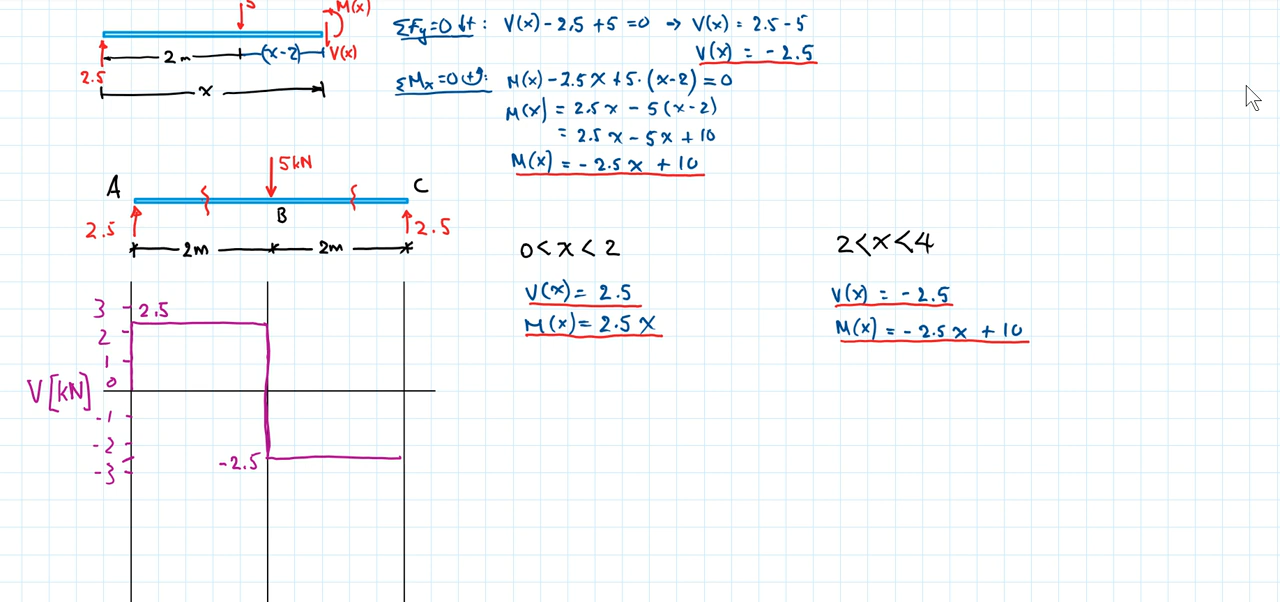 5
M(x)
V(x)
2.5
2m
(x-2)
x
ΣFy=0 ↓+: V(x)-2.5+5=0 → V(x) = 2.5-5
V(x) = -2.5
ΣMx=0 : M(x)-2.5x+5·(x-2)=0
M(x) = 2.5x - 5(x-2)
= 2.5x - 5x + 10
M(x) = -2.5x + 10
5kN
A
C
B
2.5
2.5
2m
2m
0<x<2
V(x)= 2.5
M(x)= 2.5x
2<x<4
V(x) = -2.5
M(x) = -2.5x + 10
3
2.5
2
1
0
V[kN]
-1
-2
-2.5
-3